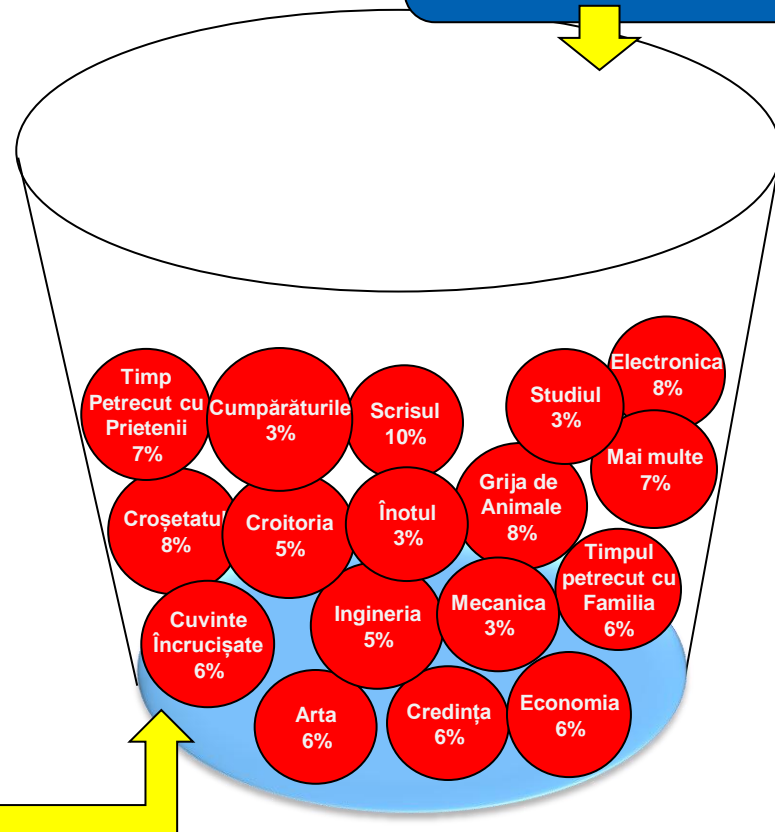 Electronica
8%
Timp
Petrecut cu
Prietenii
7%
Cumpărăturile
3%
Scrisul
10%
Studiul
3%
Mai multe
7%
Croșetatul
8%
Croitoria
5%
Înotul
3%
Grija de
Animale
8%
Timpul
petrecut cu
Familia
6%
Cuvinte
Încrucișate
6%
Ingineria
5%
Mecanica
3%
Arta
6%
Credința
6%
Economia
6%